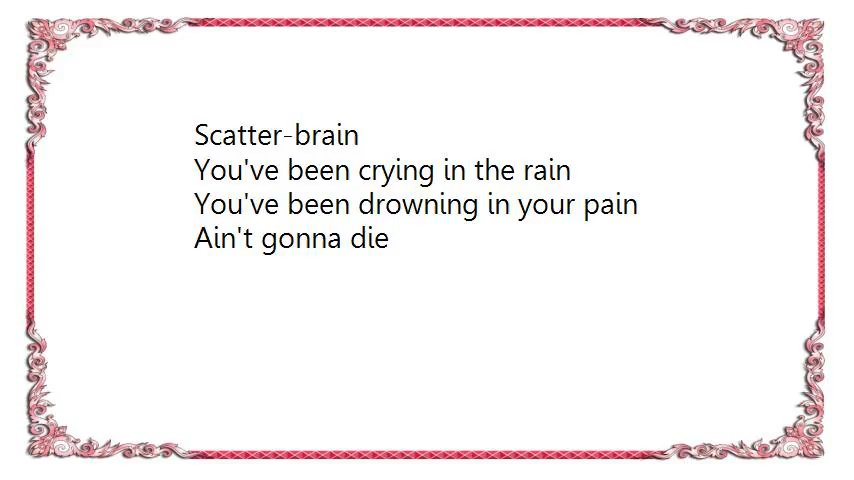 Scatter-brain
You've been crying in the rain
You've been drowning in your pain
Ain't gonna die